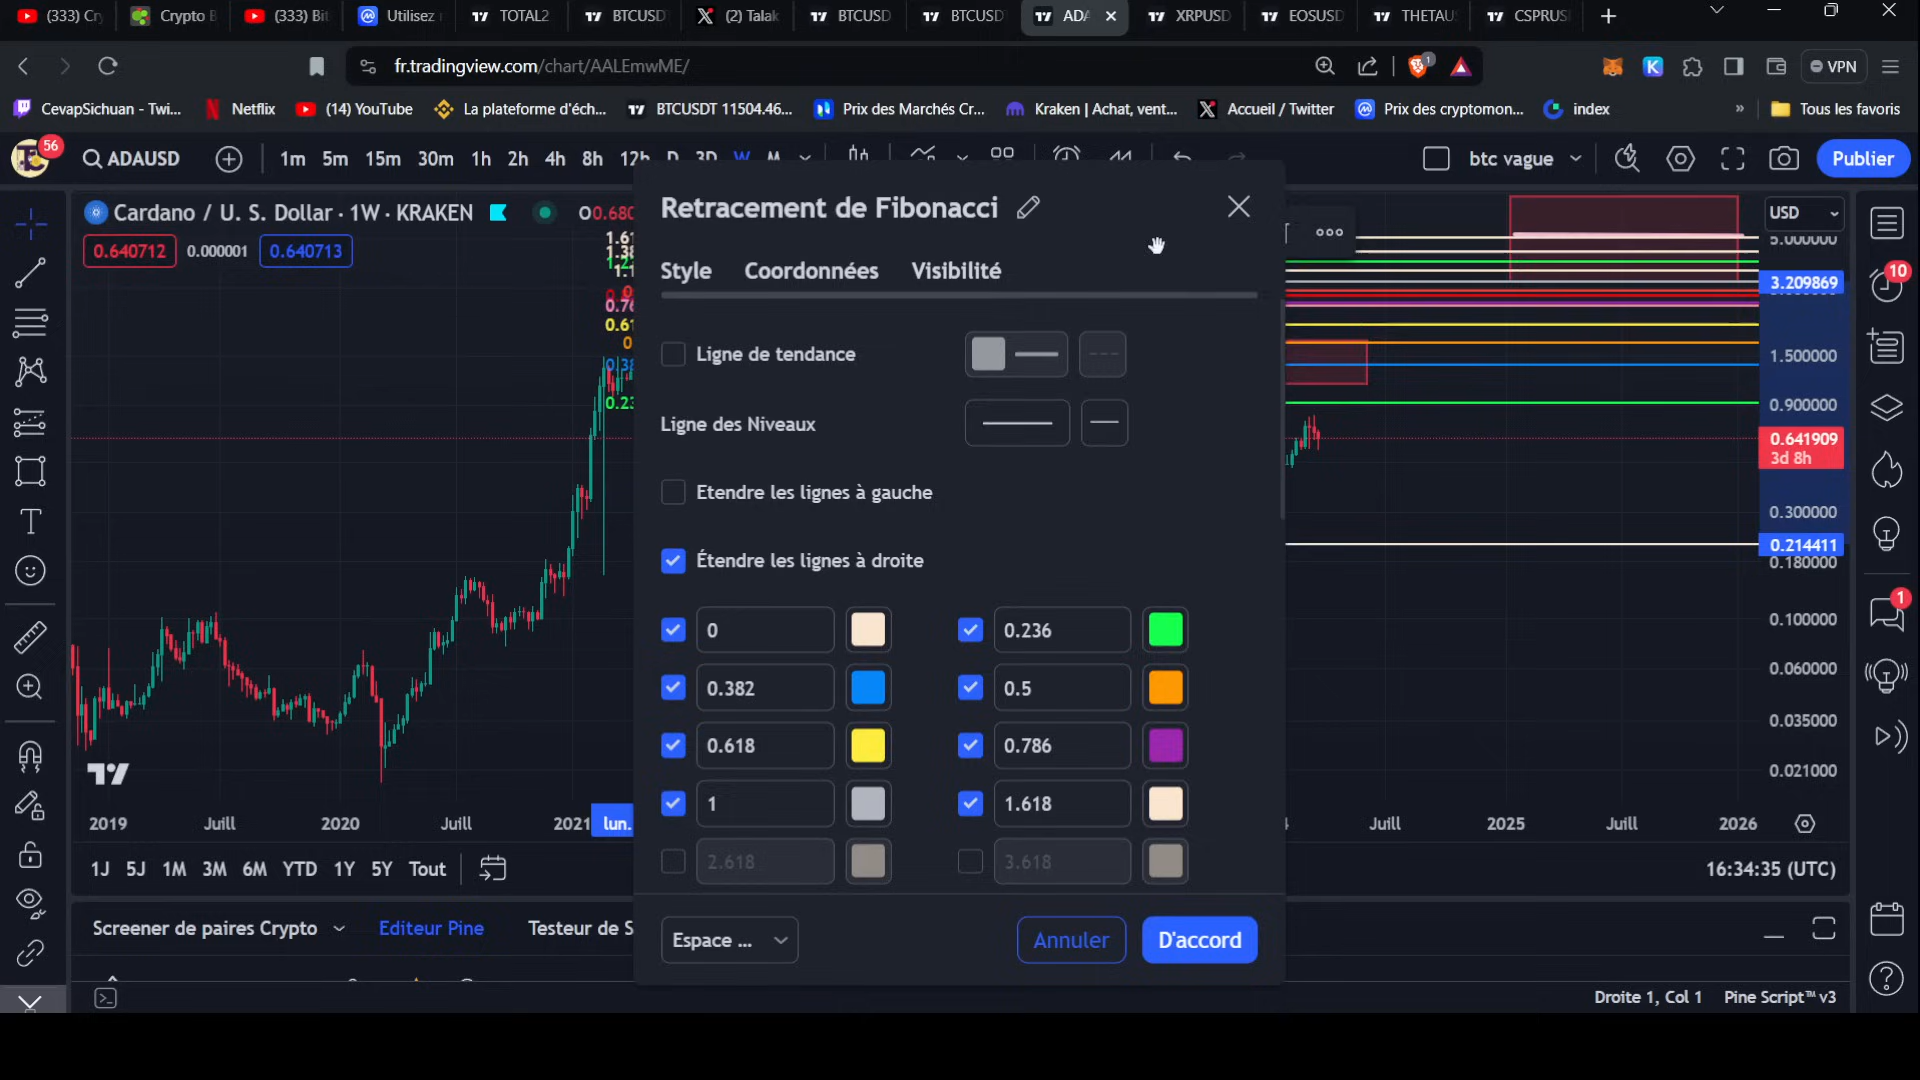 (333) Cr
Crypto B
(333) Bit
Utilisez
TOTAL2
BTCUSD
(2) Talak
BTCUSD
BTCUSD
ADA
XRPUSD
EOSUSD
THETAUS
CSPRUS
fr.tradingview.com/chart/AALEmwME/
1
VPN
CevapSichuan - Twi...
Netflix
(14) YouTube
La plateforme d'éch...
BTCUSDT 11504.46...
Prix des Marchés Cr...
Kraken | Achat, vent...
Accueil / Twitter
Prix des cryptomon...
index
»
Tous les favoris
56
ADAUSD
1m 5m 15m 30m 1h 2h 4h 8h 12h D 3D W M
btc vague
Publier
Cardano / U. S. Dollar · 1W · KRAKEN
O0.680
0.640712
0.000001
0.640713
Retracement de Fibonacci
Style
Coordonnées
Visibilité
Ligne de tendance
Ligne des Niveaux
Etendre les lignes à gauche
Étendre les lignes à droite
0
0.236
0.382
0.5
0.618
0.786
1
1.618
2.618
3.618
Espace ...
Annuler
D'accord
USD
5.000000
3.209869
1.500000
0.900000
0.641909
3d 8h
0.300000
0.214411
0.180000
0.100000
0.060000
0.035000
0.021000
10
1
2019
Juill
2020
Juill
2021
lun.
Juill
2025
Juill
2026
1J 5J 1M 3M 6M YTD 1Y 5Y Tout
16:34:35 (UTC)
Screener de paires Crypto
Editeur Pine
Testeur de S
Droite 1, Col 1
Pine Script™ v3